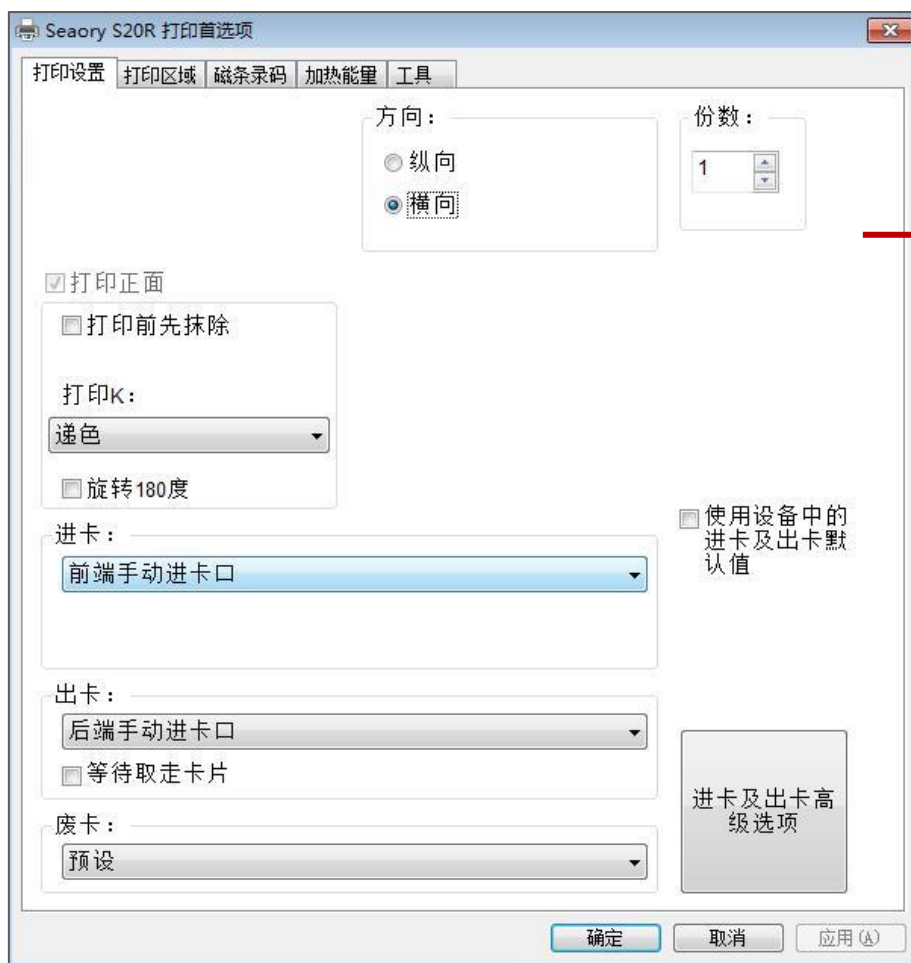 Seaory S20R 打印首选项
打印设置 打印区域 磁条录码 加热能量 工具
方向： 份数：
纵向
1
横向
打印正面
打印前先抹除
打印K：
递色
旋转180度
使用设备中的
进卡及出卡默
认值
进卡：
前端手动进卡口
出卡：
后端手动进卡口
等待取走卡片
进卡及出卡高
级选项
废卡：
预设
确定 取消 应用(A)